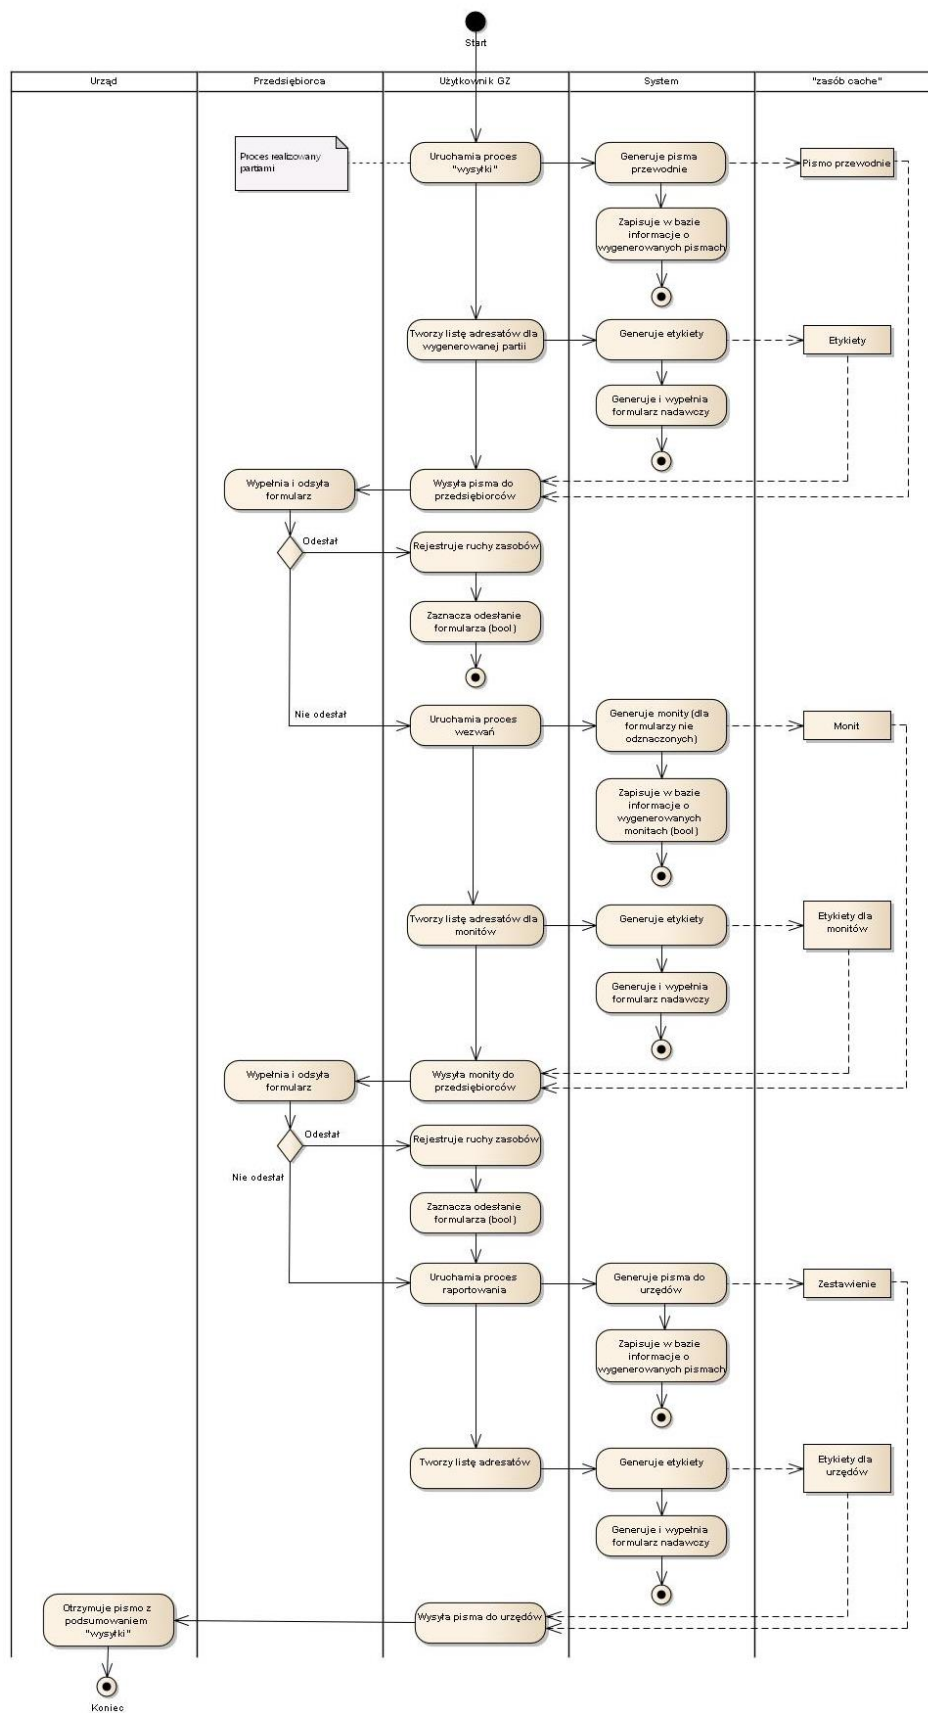 Start
Urząd
Przedsiębiorca
Użytkownik GZ
System
"zasób cache"
Proces realizowany
partiami
Uruchamia proces
"wysyłki"
Generuje pisma
przewodnie
Pismo przewodnie
Zapisuje w bazie
informacje o
wygenerowanych pismach
Tworzy listę adresatów dla
wygenerowanej partii
Generuje etykiety
Etykiety
Generuje i wypełnia
formularz nadawczy
Wypełnia i odsyła
formularz
Wysyła pisma do
przedsiębiorców
Odesłał
Rejestruje ruchy zasobów
Zaznacza odesłanie
formularza (bool)
Nie odesłał
Uruchamia proces
wezwań
Generuje monity (dla
formularzy nie
odznaczonych)
Monit
Zapisuje w bazie
informacje o
wygenerowanych
monitach (bool)
Tworzy listę adresatów dla
monitów
Generuje etykiety
Etykiety dla
monitów
Generuje i wypełnia
formularz nadawczy
Wypełnia i odsyła
formularz
Wysyła monity do
przedsiębiorców
Odesłał
Rejestruje ruchy zasobów
Nie odesłał
Zaznacza odesłanie
formularza (bool)
Uruchamia proces
raportowania
Generuje pisma do
urzędów
Zestawienie
Zapisuje w bazie
informacje o
wygenerowanych pismach
Tworzy listę adresatów
Generuje etykiety
Etykiety dla
urzędów
Generuje i wypełnia
formularz nadawczy
Otrzymuje pismo z
podsumowaniem
"wysyłki"
Wysyła pisma do urzędów
Koniec